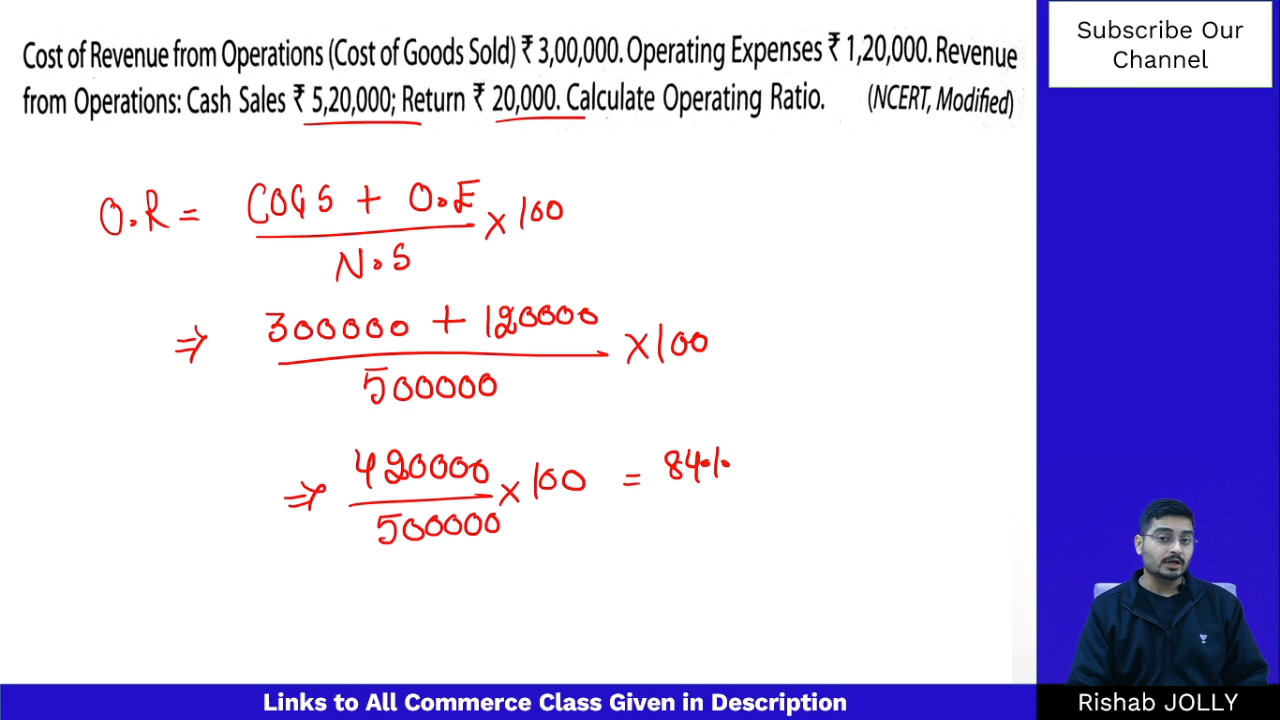 Cost of Revenue from Operations (Cost of Goods Sold) ₹ 3,00,000. Operating Expenses ₹ 1,20,000. Revenue
from Operations: Cash Sales ₹ 5,20,000; Return ₹ 20,000. Calculate Operating Ratio. (NCERT, Modified)
Subscribe Our
Channel
O.R = COGS + O.E × 100
N.S
⇒ 300000 + 120000 × 100
500000
⇒ 420000 × 100 = 84%
500000
Links to All Commerce Class Given in Description
Rishab JOLLY